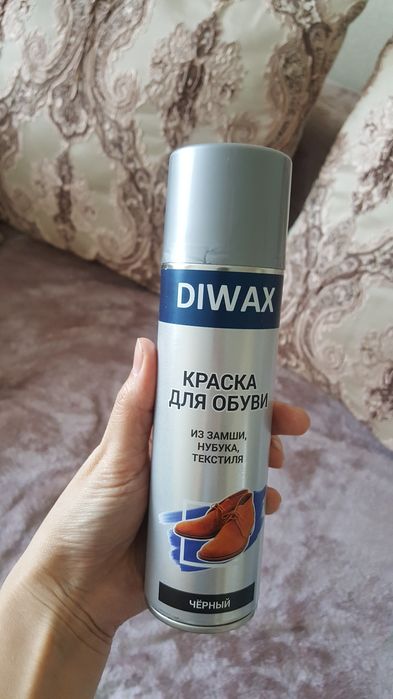 DIWAX
КРАСКА
ДЛЯ ОБУВИ
ИЗ ЗАМШИ,
НУБУКА,
ТЕКСТИЛЯ
ЧЁРНЫЙ